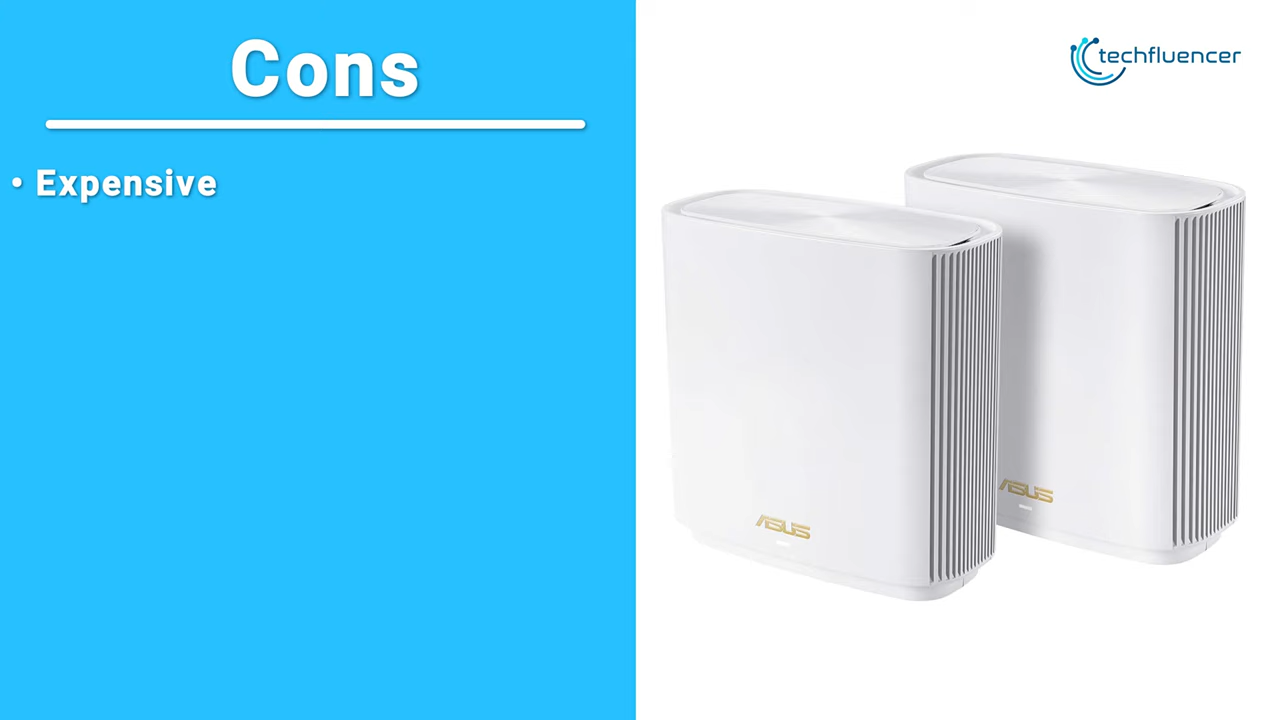 Cons
• Expensive
techfluencer
ASUS
ASUS